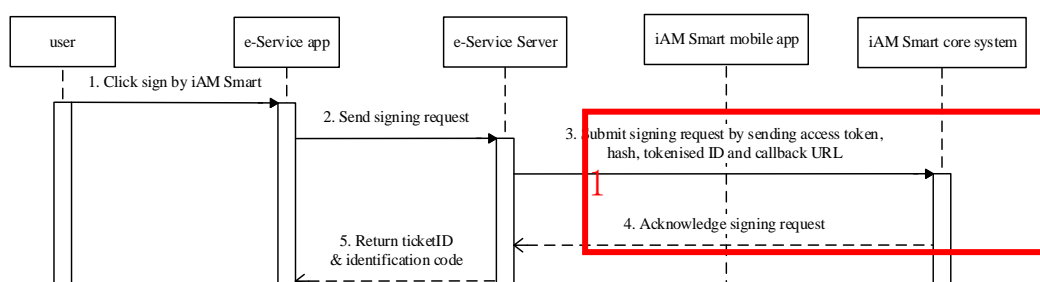 user
e-Service app
e-Service Server
iAM Smart mobile app
iAM Smart core system
1. Click sign by iAM Smart
2. Send signing request
3. Submit signing request by sending access token,
hash, tokenised ID and callback URL
1
4. Acknowledge signing request
5. Return ticketID
& identification code